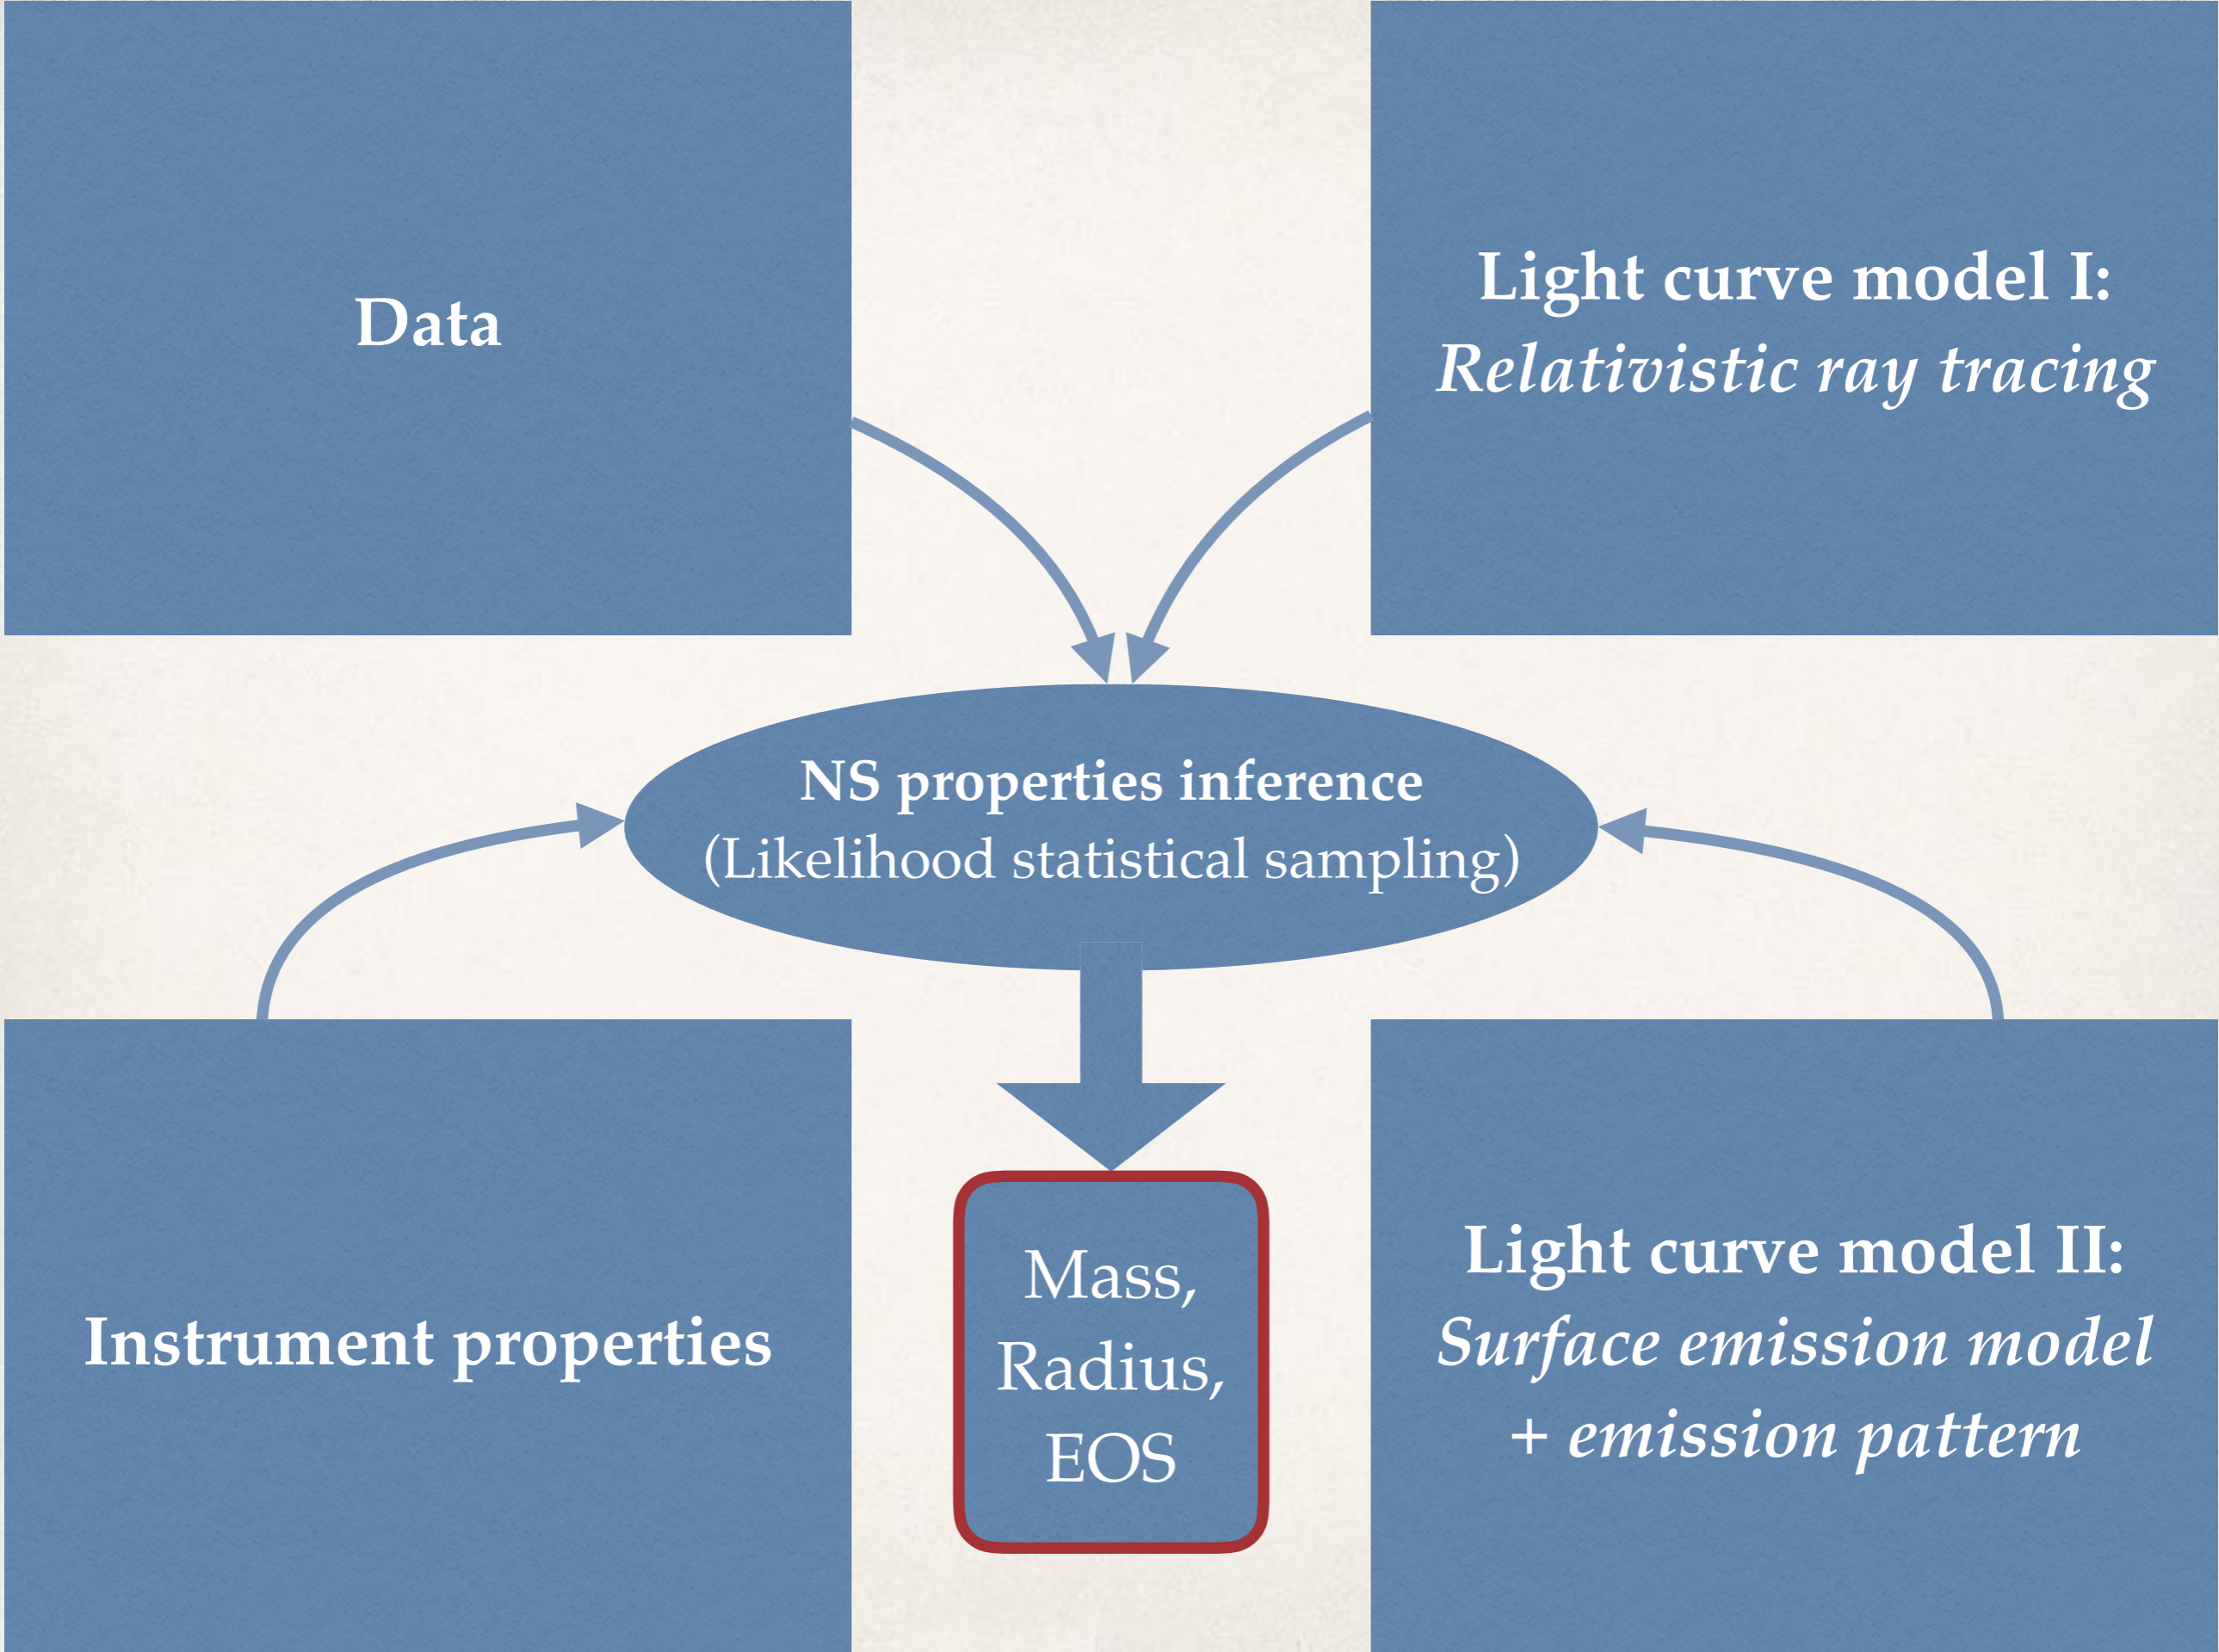 Data
Light curve model I:
Relativistic ray tracing
NS properties inference
(Likelihood statistical sampling)
Instrument properties
Mass,
Radius,
EOS
Light curve model II:
Surface emission model
+ emission pattern